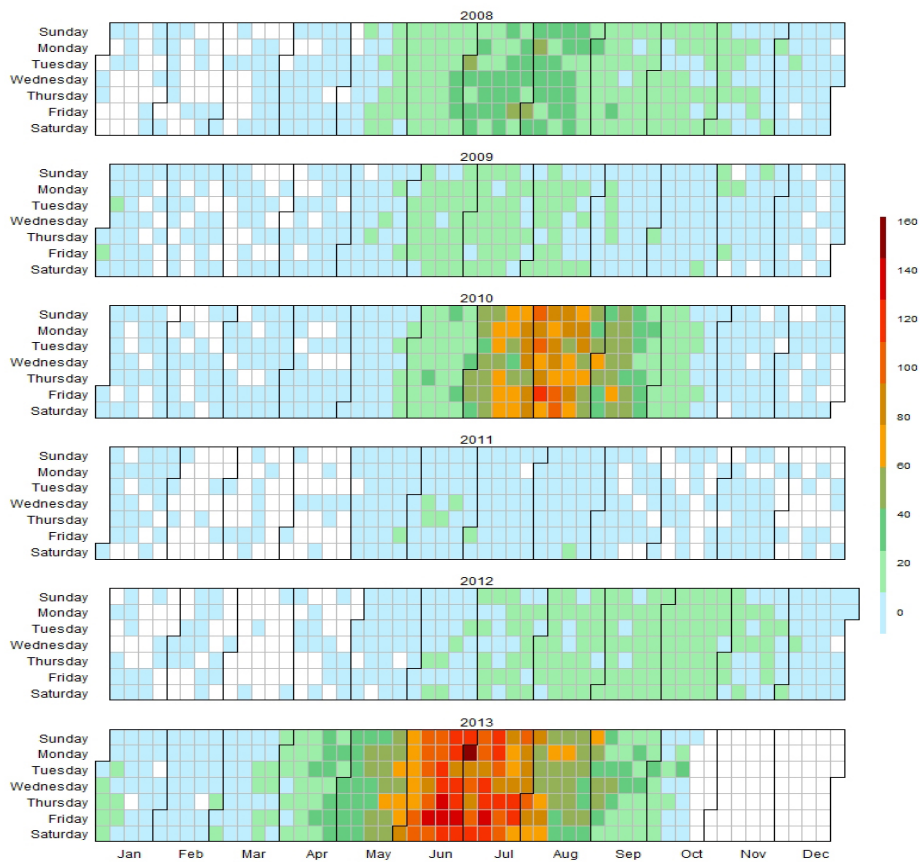 2008
Sunday
Monday
Tuesday
Wednesday
Thursday
Friday
Saturday
2009
Sunday
Monday
Tuesday
Wednesday
Thursday
Friday
Saturday
2010
Sunday
Monday
Tuesday
Wednesday
Thursday
Friday
Saturday
2011
Sunday
Monday
Tuesday
Wednesday
Thursday
Friday
Saturday
2012
Sunday
Monday
Tuesday
Wednesday
Thursday
Friday
Saturday
2013
Sunday
Monday
Tuesday
Wednesday
Thursday
Friday
Saturday
Jan Feb Mar Apr May Jun Jul Aug Sep Oct Nov Dec
160
140
120
100
80
60
40
20
0